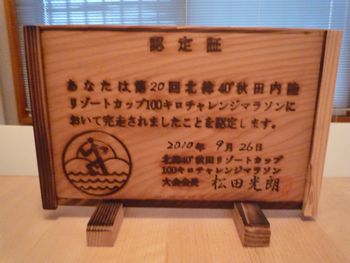 認定証
あなたは第20回北緯40°秋田内陸
リゾートカップ100キロチャレンジマラソンに
おいて完走されましたことを認定します。
2010年 9月26日
北緯40°秋田リゾートカップ
100キロチャレンジマラソン
大会会長 松田光朗